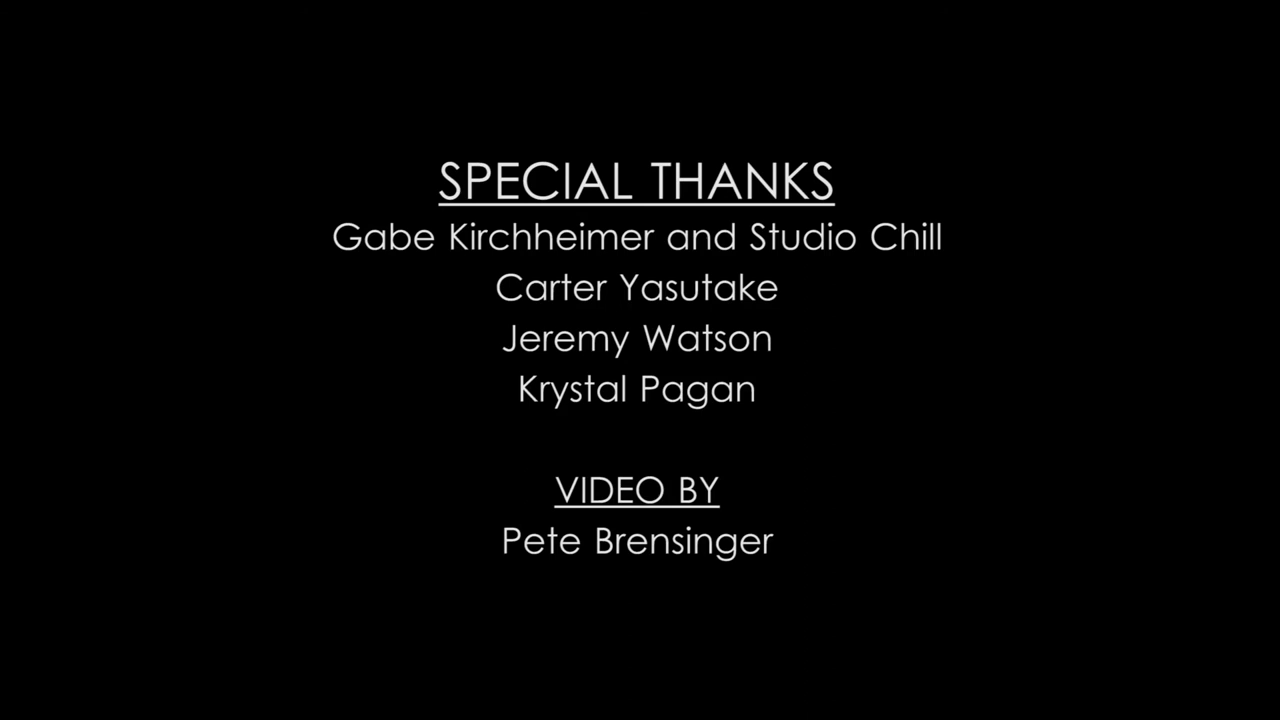 SPECIAL THANKS
Gabe Kirchheimer and Studio Chill
Carter Yasutake
Jeremy Watson
Krystal Pagan
VIDEO BY
Pete Brensinger